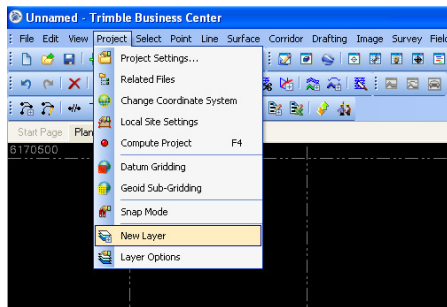 Unnamed - Trimble Business Center
File Edit View Project Select Point Line Surface Corridor Drafting Image Survey Field
Project Settings...
Related Files
Change Coordinate System
Local Site Settings
Compute Project F4
Datum Gridding
Geoid Sub-Gridding
Snap Mode
New Layer
Layer Options
Start Page Plan
6170500